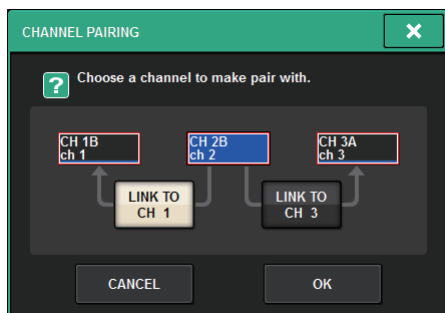 CHANNEL PAIRING
×
? Choose a channel to make pair with.
CH 1B
ch 1
CH 2B
ch 2
CH 3A
ch 3
LINK TO
CH 1
LINK TO
CH 3
CANCEL
OK